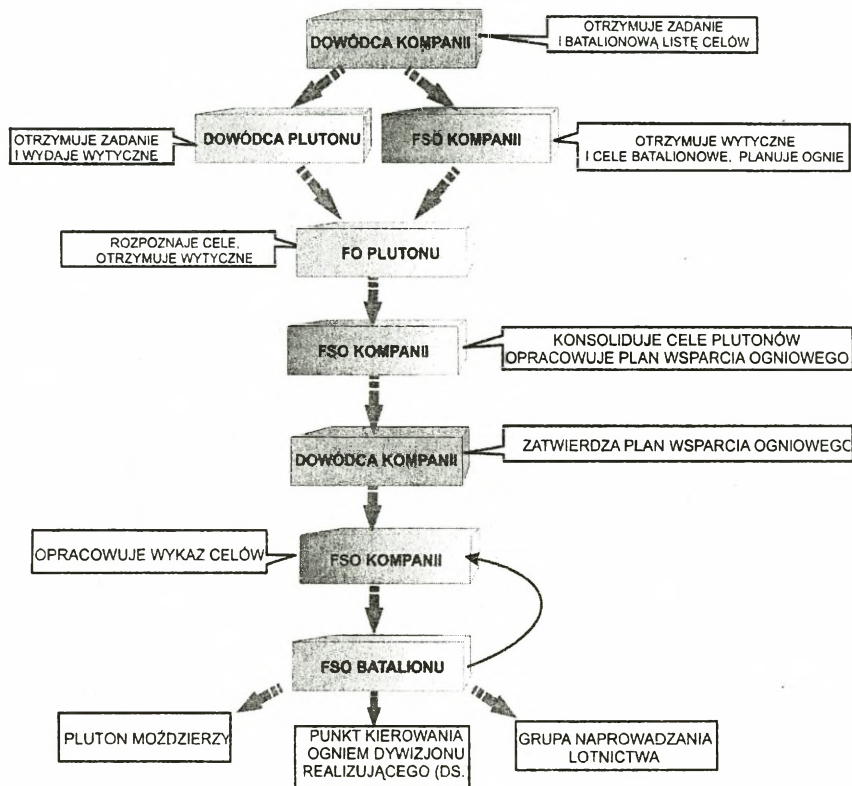 DOWÓDCA KOMPANII
OTRZYMUJE ZADANIE
I BATALIONOWĄ LISTĘ CELÓW
OTRZYMUJE ZADANIE
I WYDAJE WYTYCZNE
DOWÓDCA PLUTONU
FSO KOMPANII
OTRZYMUJE WYTYCZNE
I CELE BATALIONOWE, PLANUJE OGNIE
ROZPOZNAJE CELE,
OTRZYMUJE WYTYCZNE
FO PLUTONU
FSO KOMPANII
KONSOLIDUJE CELE PLUTONÓW
OPRACOWUJE PLAN WSPARCIA OGNIOWEGO
DOWÓDCA KOMPANII
ZATWIERDZA PLAN WSPARCIA OGNIOWEGO
OPRACOWUJE WYKAZ CELÓW
FSO KOMPANII
FSO BATALIONU
PLUTON MOŹDZIERZY
PUNKT KIEROWANIA
OGNIEM DYWIZJONU
REALIZUJĄCEGO (DS.
GRUPA NAPROWADZANIA
LOTNICTWA